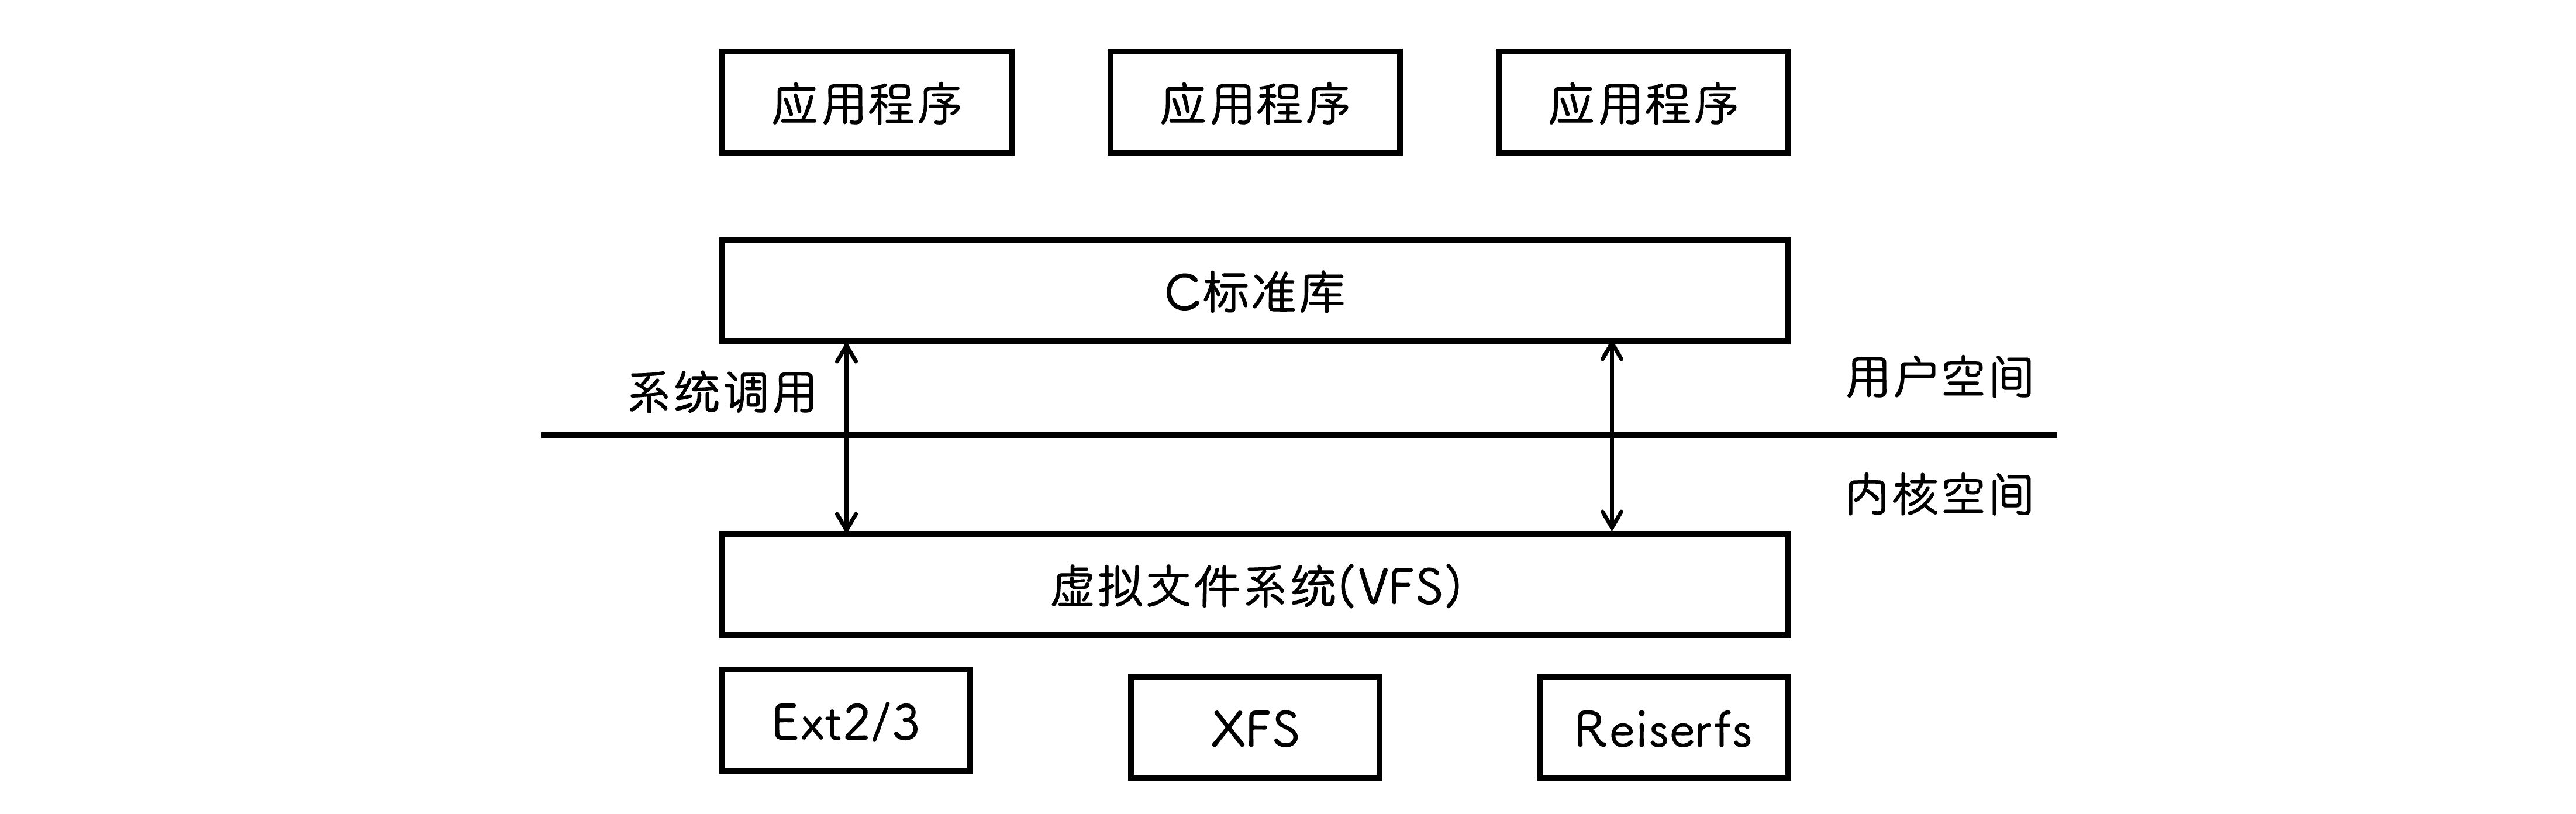 应用程序
应用程序
应用程序
C标准库
系统调用
用户空间
内核空间
虚拟文件系统(VFS)
Ext2/3
XFS
Reiserfs